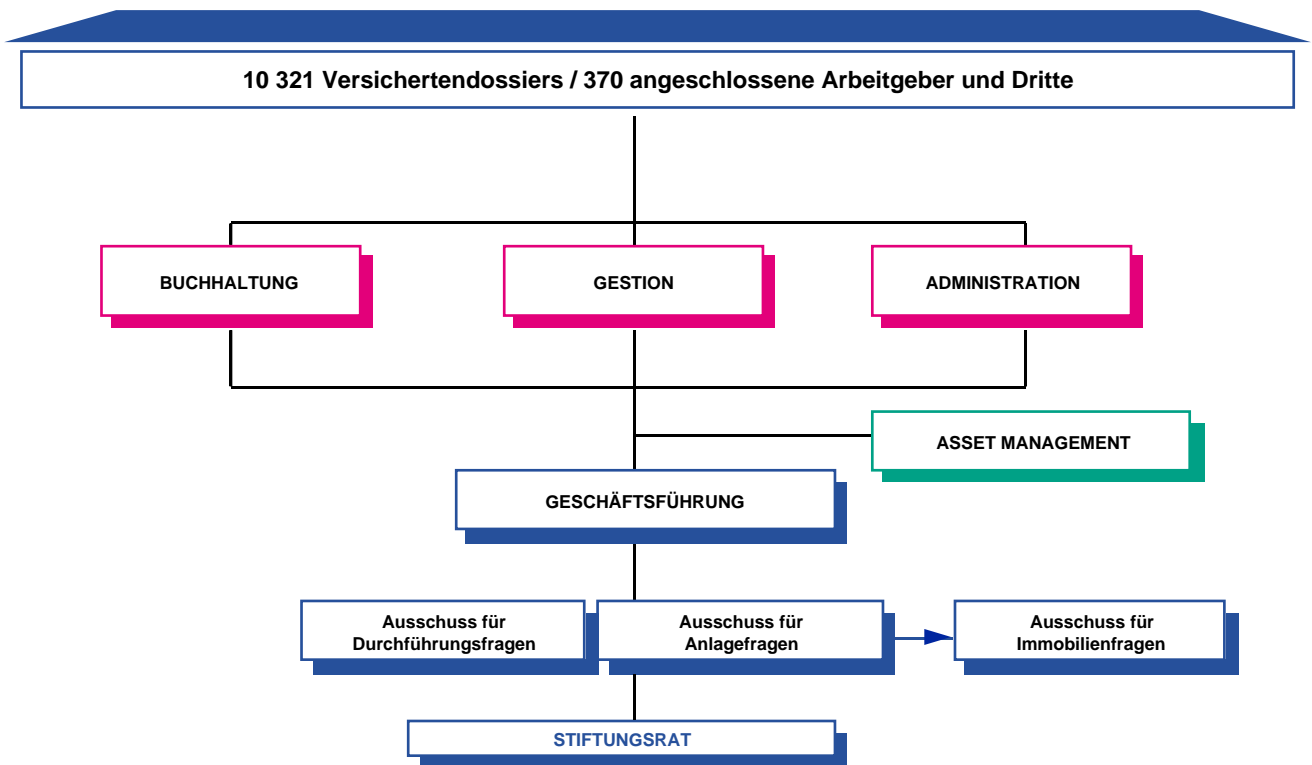 10 321 Versichertendossiers / 370 angeschlossene Arbeitgeber und Dritte
BUCHHALTUNG
GESTION
ADMINISTRATION
ASSET MANAGEMENT
GESCHÄFTSFÜHRUNG
Ausschuss für
Durchführungsfragen
Ausschuss für
Anlagefragen
Ausschuss für
Immobilienfragen
STIFTUNGSRAT